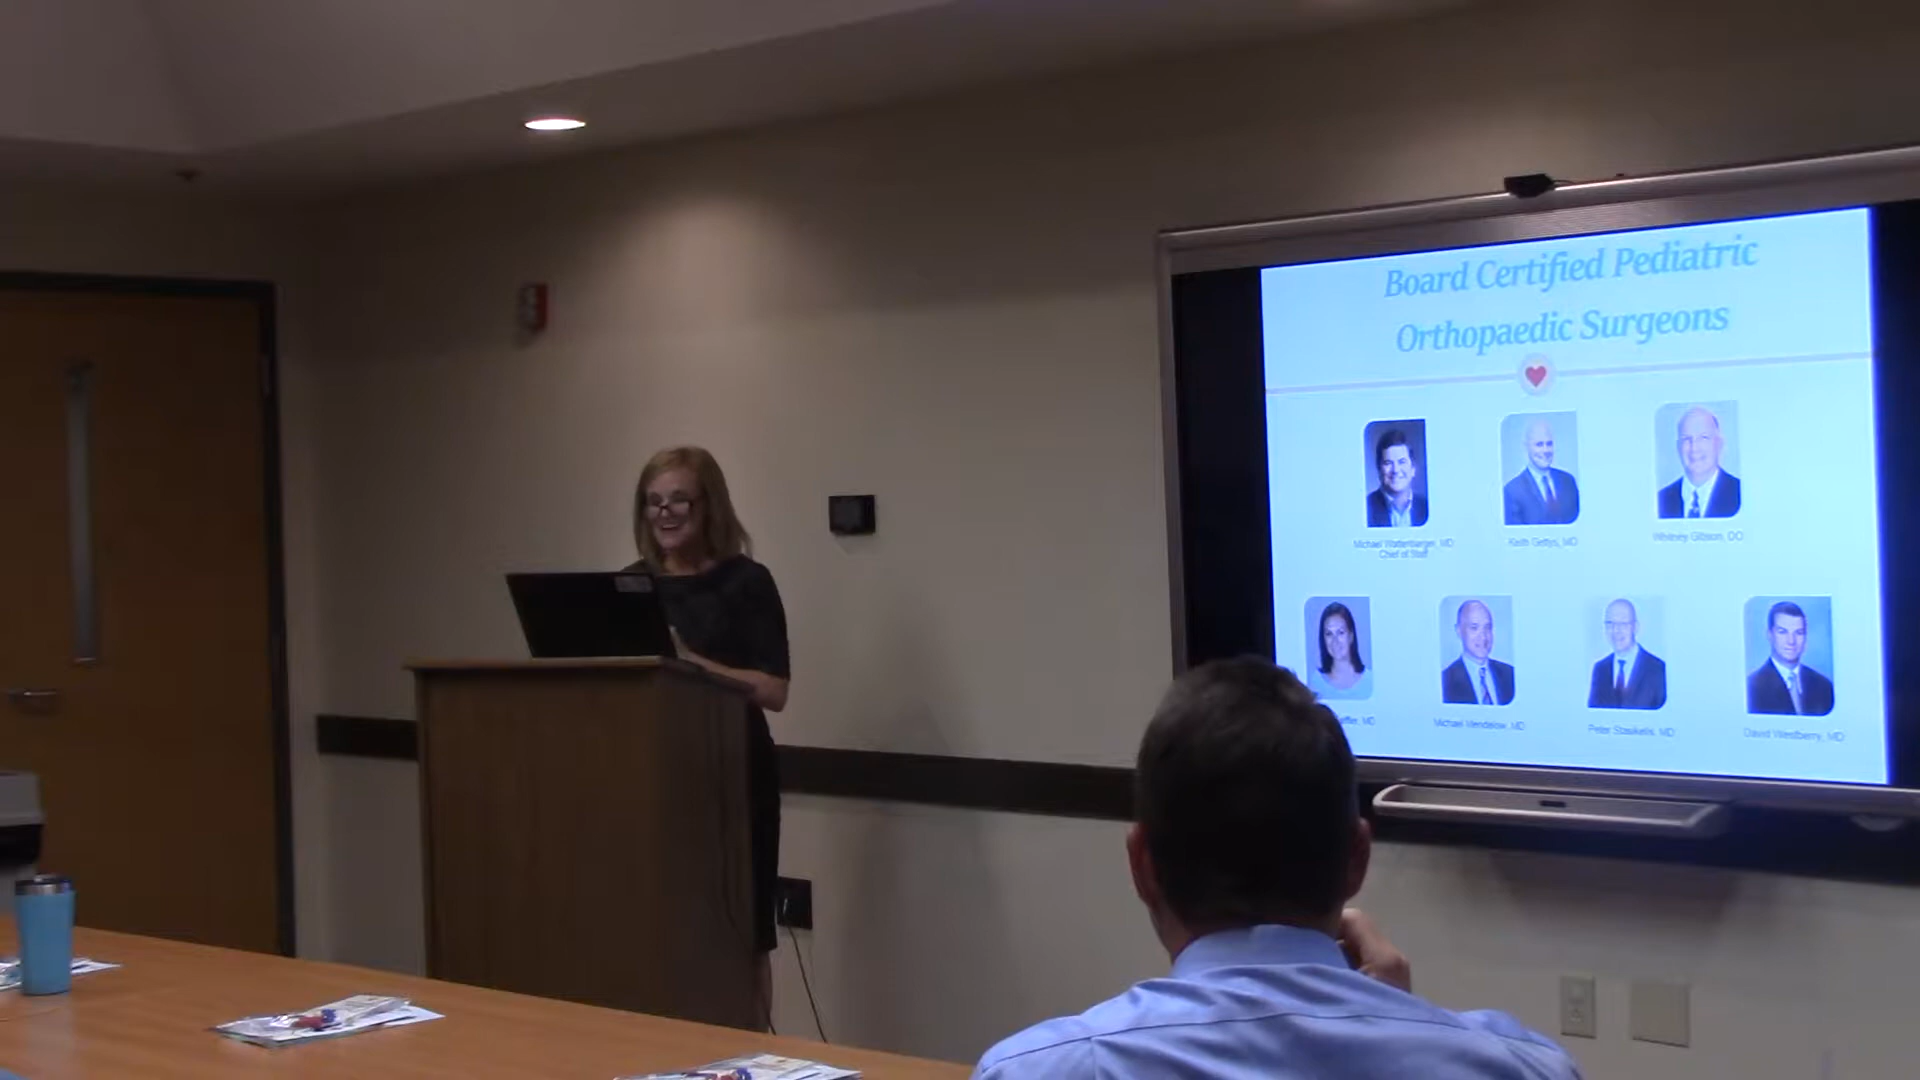 Board Certified Pediatric
Orthopaedic Surgeons
Michael Wattenbarger, MD
Chief of Staff
Keith Gettys, MD
Whitney Gibson, DO
MD
Michael Mendelow, MD
Peter Stasikelis, MD
David Westberry, MD